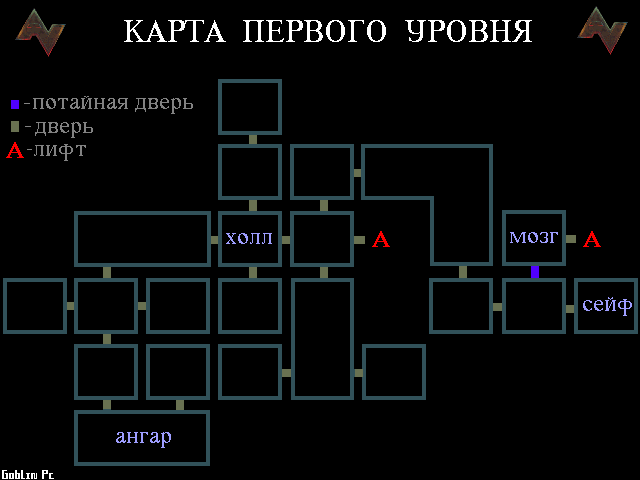 КАРТА ПЕРВОГО УРОВНЯ
-потайная дверь
-дверь
А-лифт
холл
А
мозг
А
сейф
ангар
Goblin Pc